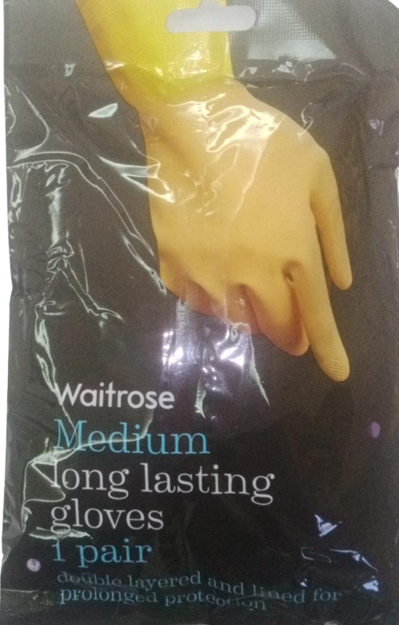 Waitrose
Medium
long lasting
gloves
1 pair
double layered and lined for
prolonged protection